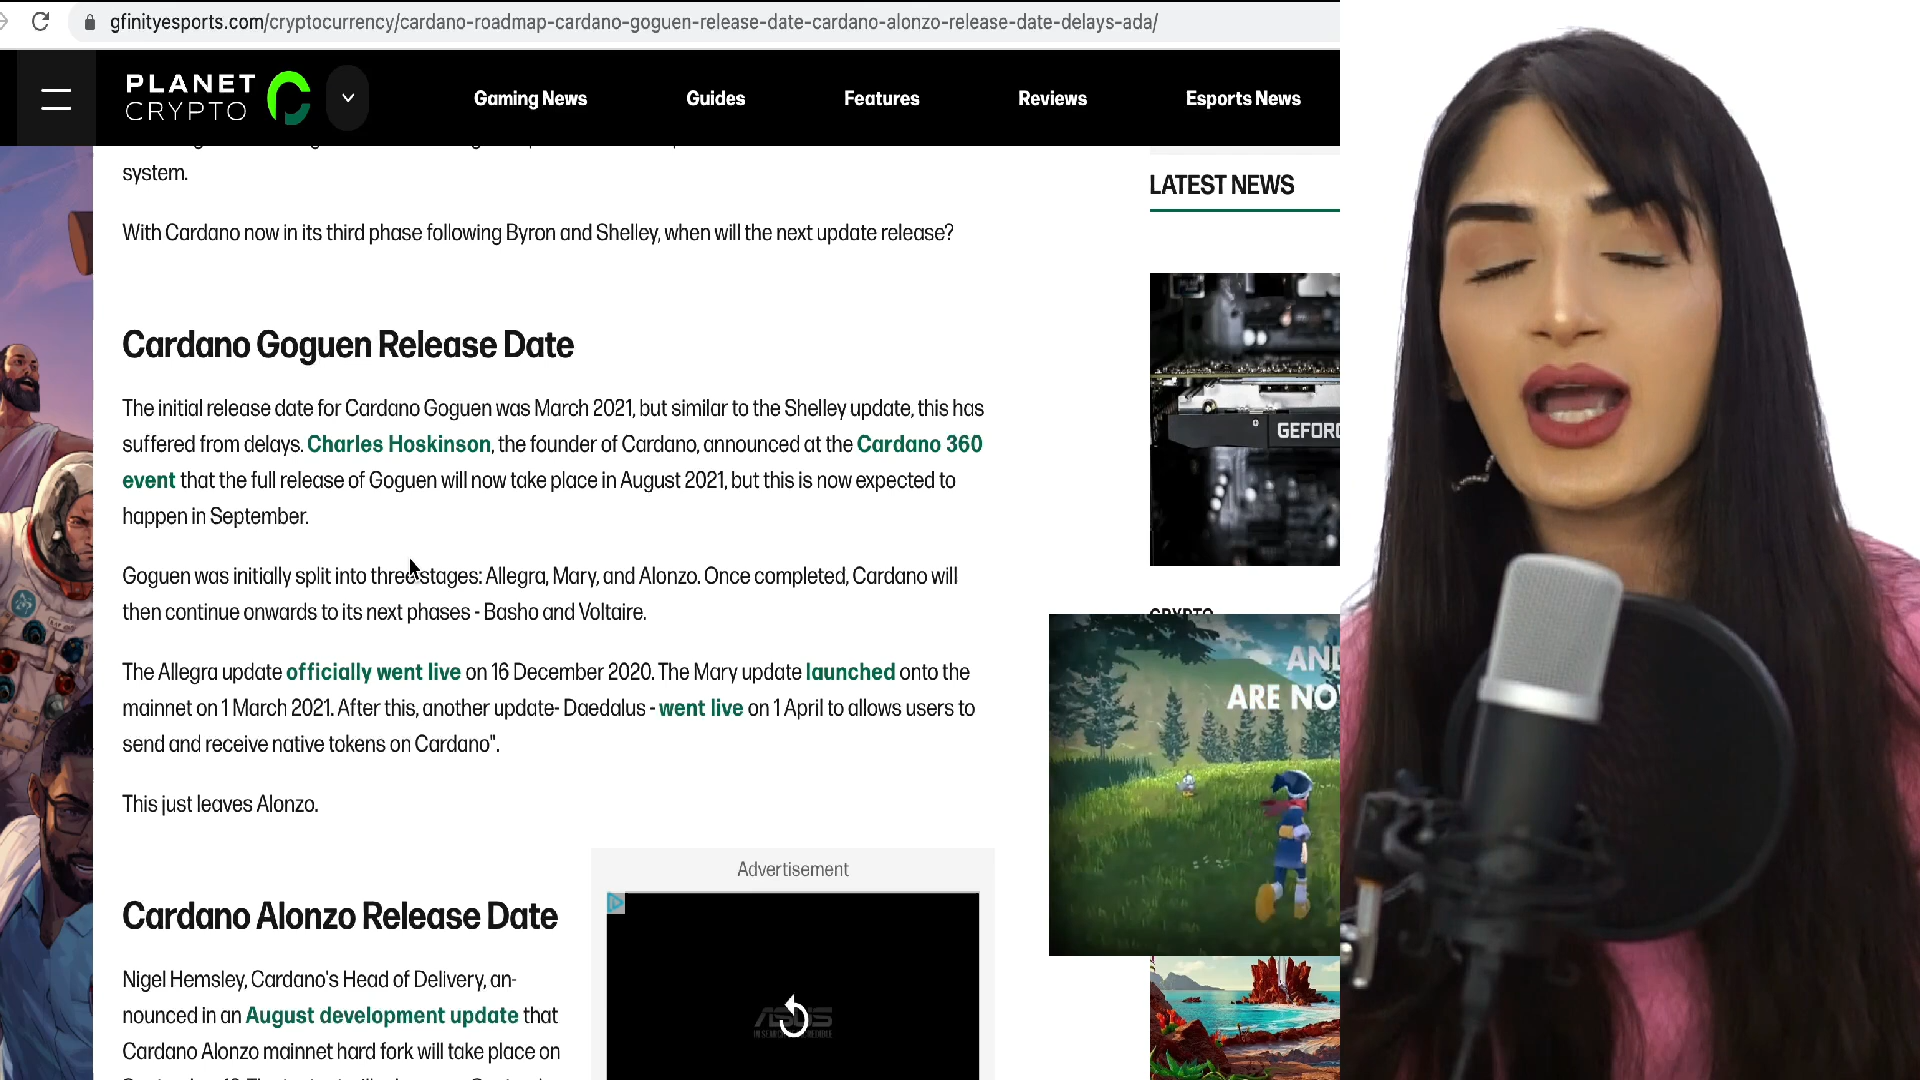 gfinityesports.com/cryptocurrency/cardano-roadmap-cardano-goguen-release-date-cardano-alonzo-release-date-delays-ada/
PLANET
CRYPTO
Gaming News
Guides
Features
Reviews
Esports News
system.
With Cardano now in its third phase following Byron and Shelley, when will the next update release?
Cardano Goguen Release Date
The initial release date for Cardano Goguen was March 2021, but similar to the Shelley update, this has
suffered from delays. Charles Hoskinson, the founder of Cardano, announced at the Cardano 360
event that the full release of Goguen will now take place in August 2021, but this is now expected to
happen in September.
Goguen was initially split into three stages: Allegra, Mary, and Alonzo. Once completed, Cardano will
then continue onwards to its next phases - Basho and Voltaire.
The Allegra update officially went live on 16 December 2020. The Mary update launched onto the
mainnet on 1 March 2021. After this, another update- Daedalus - went live on 1 April to allows users to
send and receive native tokens on Cardano".
This just leaves Alonzo.
Cardano Alonzo Release Date
Nigel Hemsley, Cardano's Head of Delivery, an-
nounced in an August development update that
Cardano Alonzo mainnet hard fork will take place on
Advertisement
ASUS
LATEST NEWS
GEFOR
CRYPTO
AND
ARE NO